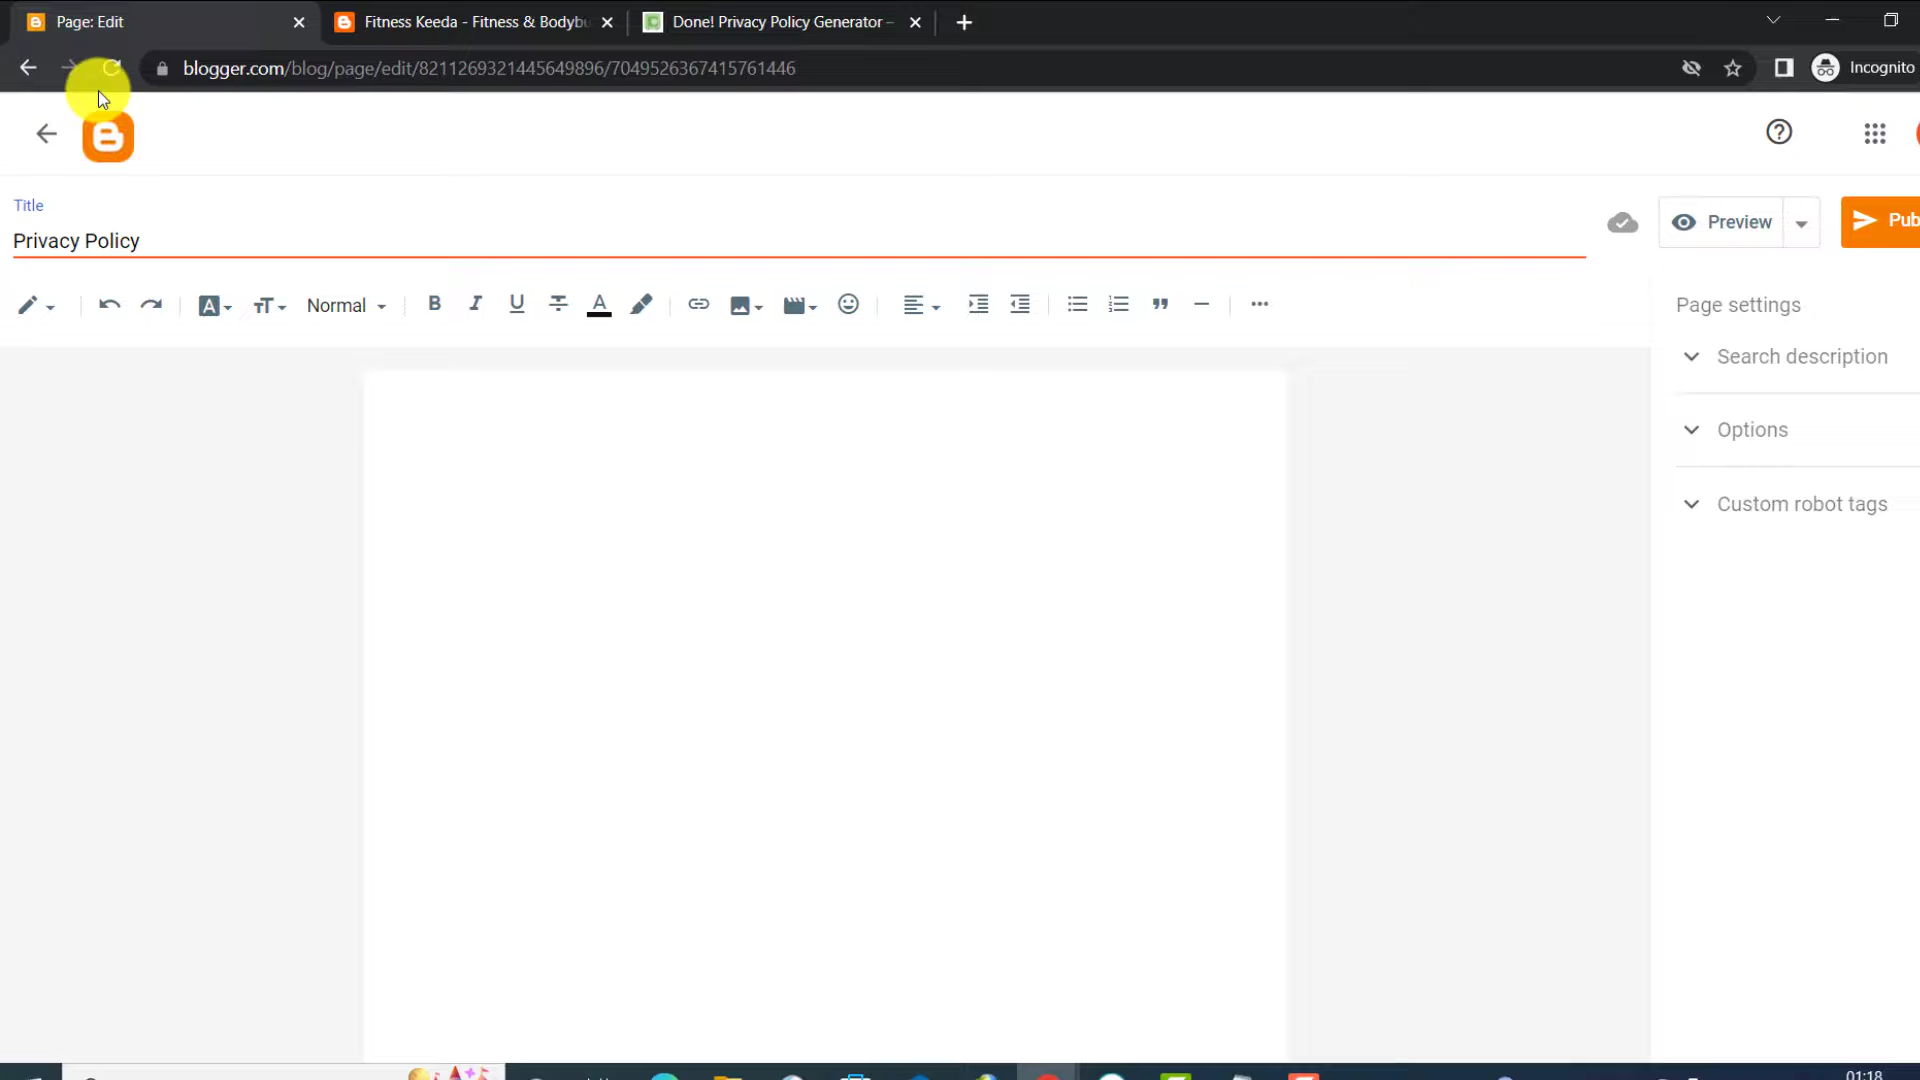 Page: Edit
Fitness Keeda - Fitness & Bodybu
Done! Privacy Policy Generator –
blogger.com/blog/page/edit/8211269321445649896/7049526367415761446
Incognito
Title
Privacy Policy
Preview
Pub
Normal
Page settings
Search description
Options
Custom robot tags
01:18